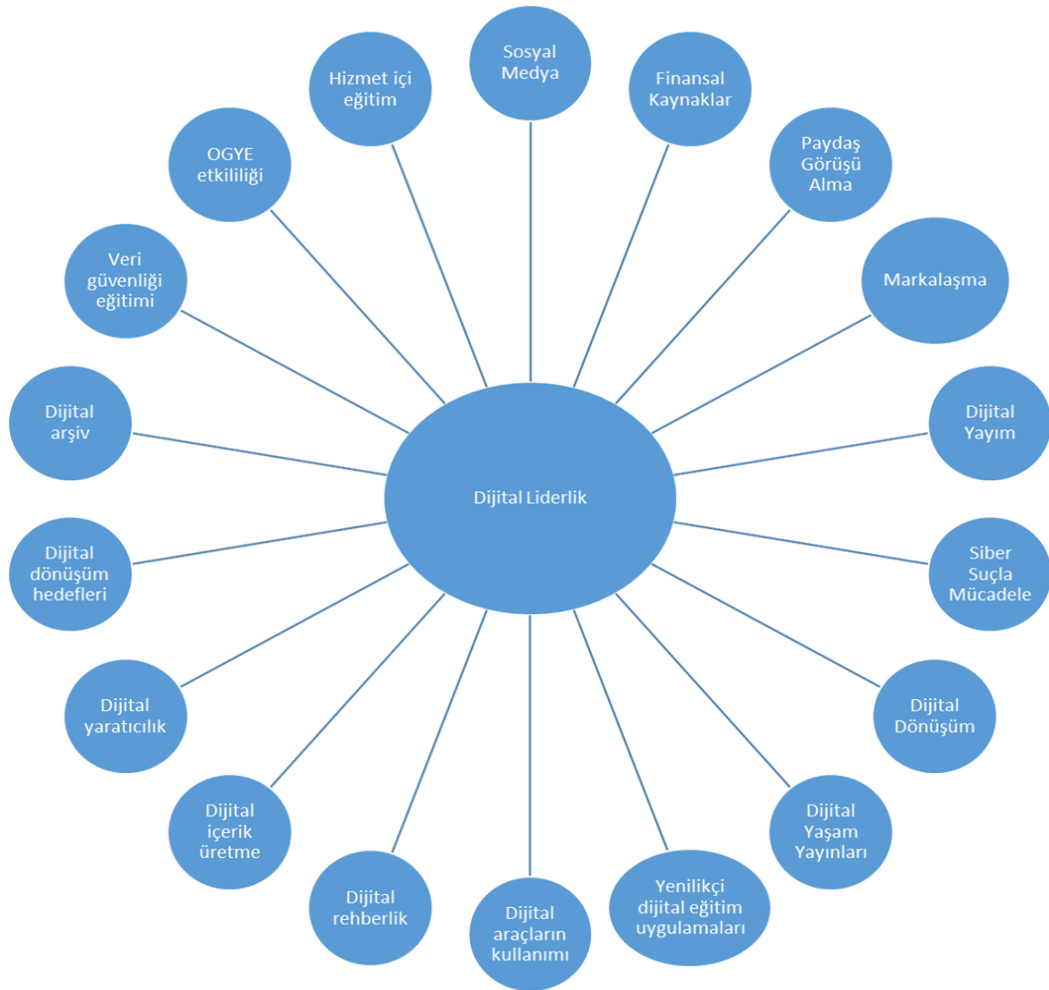 Sosyal
Medya
Finansal
Kaynaklar
Paydaş
Görüşü
Alma
Markalaşma
Dijital
Yayım
Siber
Suçla
Mücadele
Dijital
Dönüşüm
Dijital
Yaşam
Yayınları
Yenilikçi
dijital eğitim
uygulamaları
Dijital
araçların
kullanımı
Dijital
rehberlik
Dijital
içerik
üretme
Dijital
yaratıcılık
Dijital
dönüşüm
hedefleri
Dijital
arşiv
Veri
güvenliği
eğitimi
OGYE
etkililiği
Hizmet içi
eğitim
Dijital Liderlik